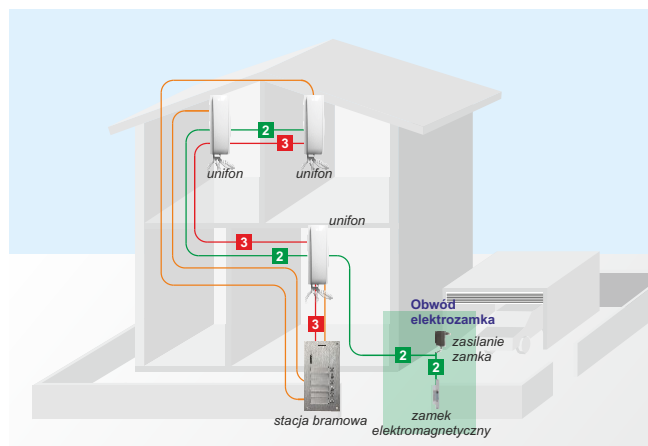 2
3
unifon
unifon
unifon
3
2
Obwód
elektrozamka
3
zasilanie
zamka
2
2
stacja bramowa
zamek
elektromagnetyczny